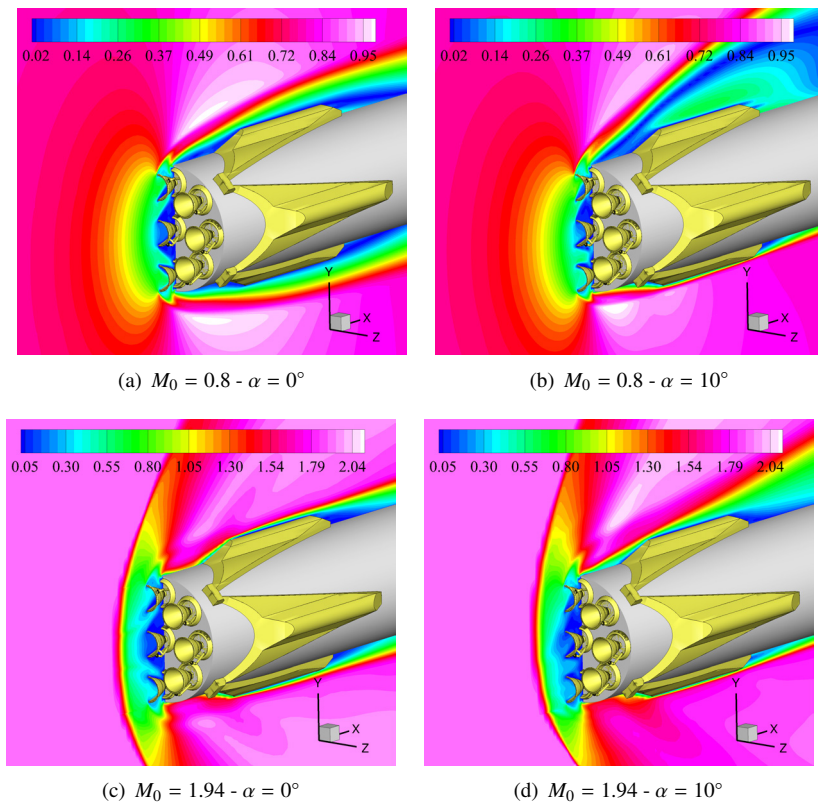 0.02 0.14 0.26 0.37 0.49 0.61 0.72 0.84 0.95
Y
X
Z
(a) M₀ = 0.8 - α = 0°
0.02 0.14 0.26 0.37 0.49 0.61 0.72 0.84 0.95
Y
X
Z
(b) M₀ = 0.8 - α = 10°
0.05 0.30 0.55 0.80 1.05 1.30 1.54 1.79 2.04
Y
X
Z
(c) M₀ = 1.94 - α = 0°
0.05 0.30 0.55 0.80 1.05 1.30 1.54 1.79 2.04
Y
X
Z
(d) M₀ = 1.94 - α = 10°